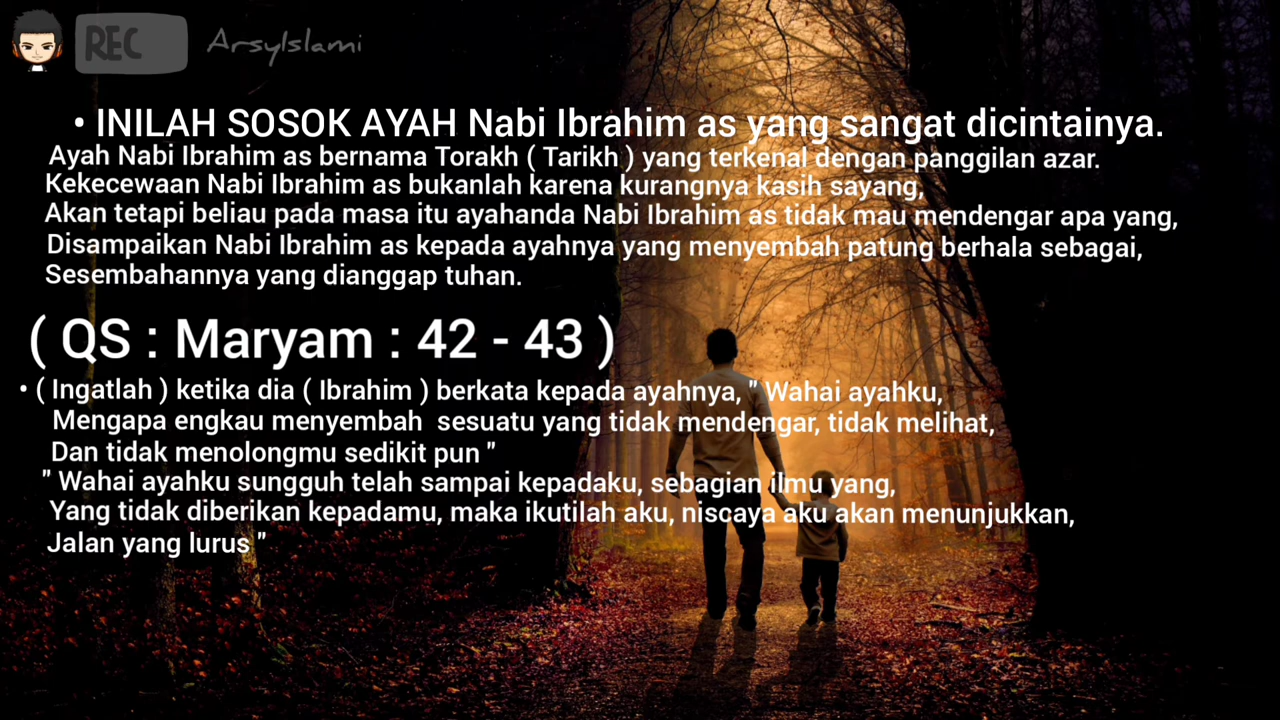 REC
ArsyIslami
• INILAH SOSOK AYAH Nabi Ibrahim as yang sangat dicintainya.
Ayah Nabi Ibrahim as bernama Torakh ( Tarikh ) yang terkenal dengan panggilan azar.
Kekecewaan Nabi Ibrahim as bukanlah karena kurangnya kasih sayang,
Akan tetapi beliau pada masa itu ayahanda Nabi Ibrahim as tidak mau mendengar apa yang,
Disampaikan Nabi Ibrahim as kepada ayahnya yang menyembah patung berhala sebagai,
Sesembahannya yang dianggap tuhan.
( QS : Maryam : 42 - 43 )
• ( Ingatlah ) ketika dia ( Ibrahim ) berkata kepada ayahnya, " Wahai ayahku,
Mengapa engkau menyembah  sesuatu yang tidak mendengar, tidak melihat,
Dan tidak menolongmu sedikit pun "
" Wahai ayahku sungguh telah sampai kepadaku, sebagian ilmu yang,
Yang tidak diberikan kepadamu, maka ikutilah aku, niscaya aku akan menunjukkan,
Jalan yang lurus "